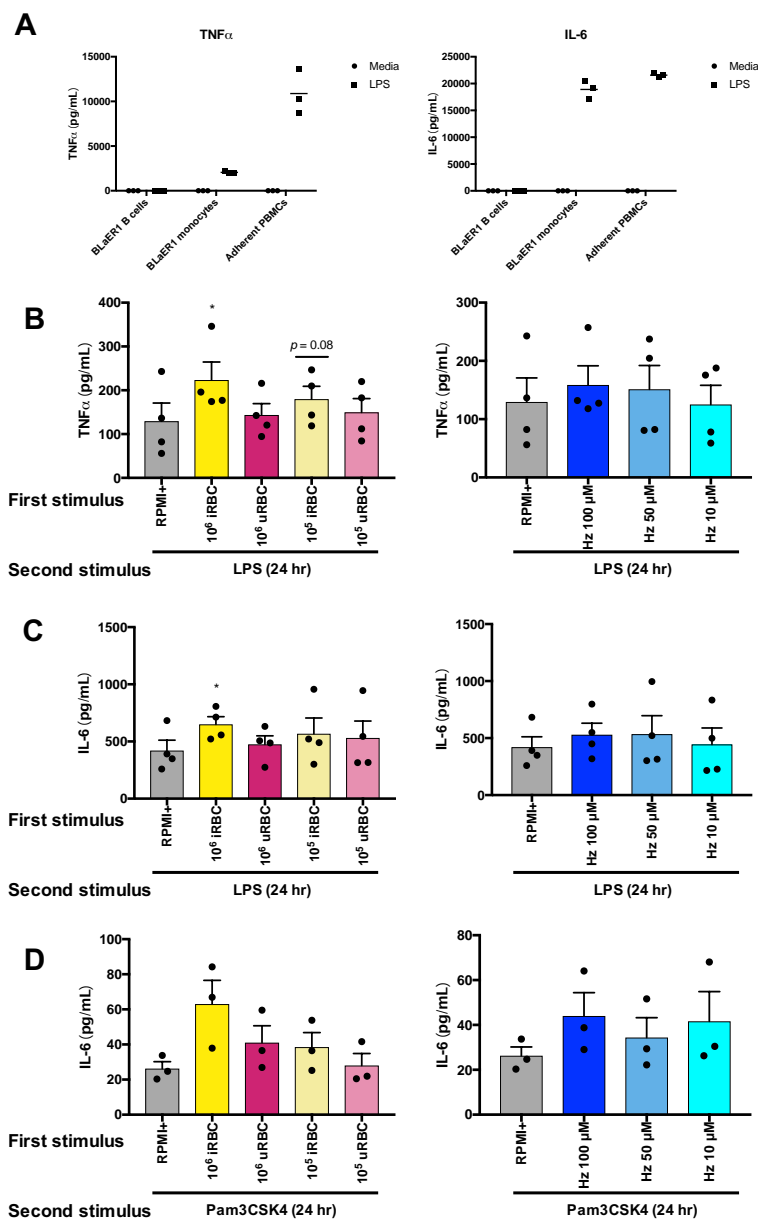 A
TNFα
TNFα (pg/mL)
15000
10000
5000
0
BLaER1 B cells
BLaER1 monocytes
Adherent PBMCs
Media
LPS
IL-6
IL-6 (pg/mL)
25000
20000
15000
10000
5000
0
BLaER1 B cells
BLaER1 monocytes
Adherent PBMCs
Media
LPS
B
TNFα (pg/mL)
400
300
200
100
0
*
p = 0.08
First stimulus
RPMI+
10⁶ iRBC
10⁶ uRBC
10⁵ iRBC
10⁵ uRBC
Second stimulus
LPS (24 hr)
TNFα (pg/mL)
300
200
100
0
RPMI+
Hz 100 µM
Hz 50 µM
Hz 10 µM
LPS (24 hr)
C
IL-6 (pg/mL)
1500
1000
500
0
*
First stimulus
RPMI+
10⁶ iRBC
10⁶ uRBC
10⁵ iRBC
10⁵ uRBC
Second stimulus
LPS (24 hr)
IL-6 (pg/mL)
1500
1000
500
0
RPMI+
Hz 100 µM
Hz 50 µM
Hz 10 µM
LPS (24 hr)
D
IL-6 (pg/mL)
100
80
60
40
20
0
First stimulus
RPMI+
10⁶ iRBC
10⁶ uRBC
10⁵ iRBC
10⁵ uRBC
Second stimulus
Pam3CSK4 (24 hr)
IL-6 (pg/mL)
80
60
40
20
0
RPMI+
Hz 100 µM
Hz 50 µM
Hz 10 µM
Pam3CSK4 (24 hr)